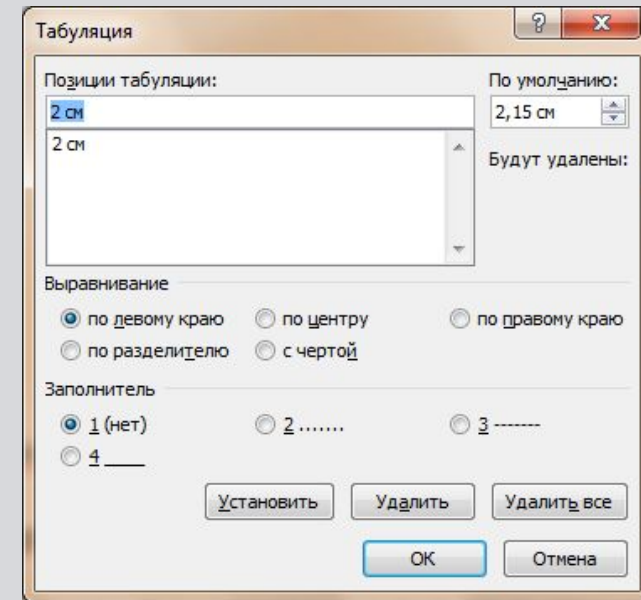 Табуляция
Позиции табуляции: По умолчанию:
2 см 2,15 см
2 см
Будут удалены:
Выравнивание
по левому краю по центру по правому краю
по разделителю с чертой
Заполнитель
1 (нет) 2 ....... 3 -------
4 ____
Установить Удалить Удалить все
ОК Отмена